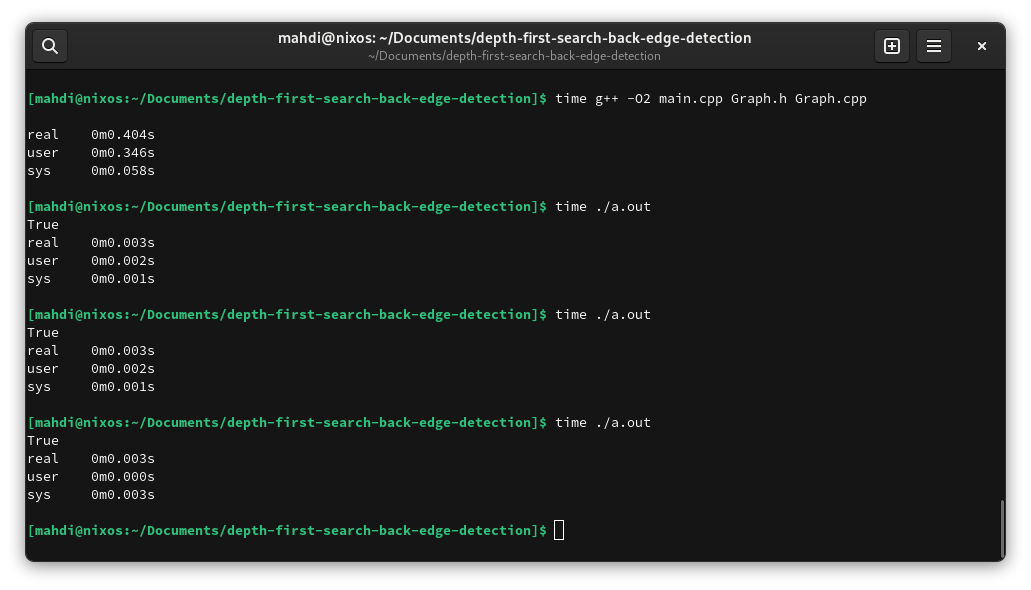 mahdi@nixos: ~/Documents/depth-first-search-back-edge-detection
~/Documents/depth-first-search-back-edge-detection
[mahdi@nixos:~/Documents/depth-first-search-back-edge-detection]$ time g++ -O2 main.cpp Graph.h Graph.cpp
real    0m0.404s
user    0m0.346s
sys     0m0.058s
[mahdi@nixos:~/Documents/depth-first-search-back-edge-detection]$ time ./a.out
True
real    0m0.003s
user    0m0.002s
sys     0m0.001s
[mahdi@nixos:~/Documents/depth-first-search-back-edge-detection]$ time ./a.out
True
real    0m0.003s
user    0m0.002s
sys     0m0.001s
[mahdi@nixos:~/Documents/depth-first-search-back-edge-detection]$ time ./a.out
True
real    0m0.003s
user    0m0.000s
sys     0m0.003s
[mahdi@nixos:~/Documents/depth-first-search-back-edge-detection]$